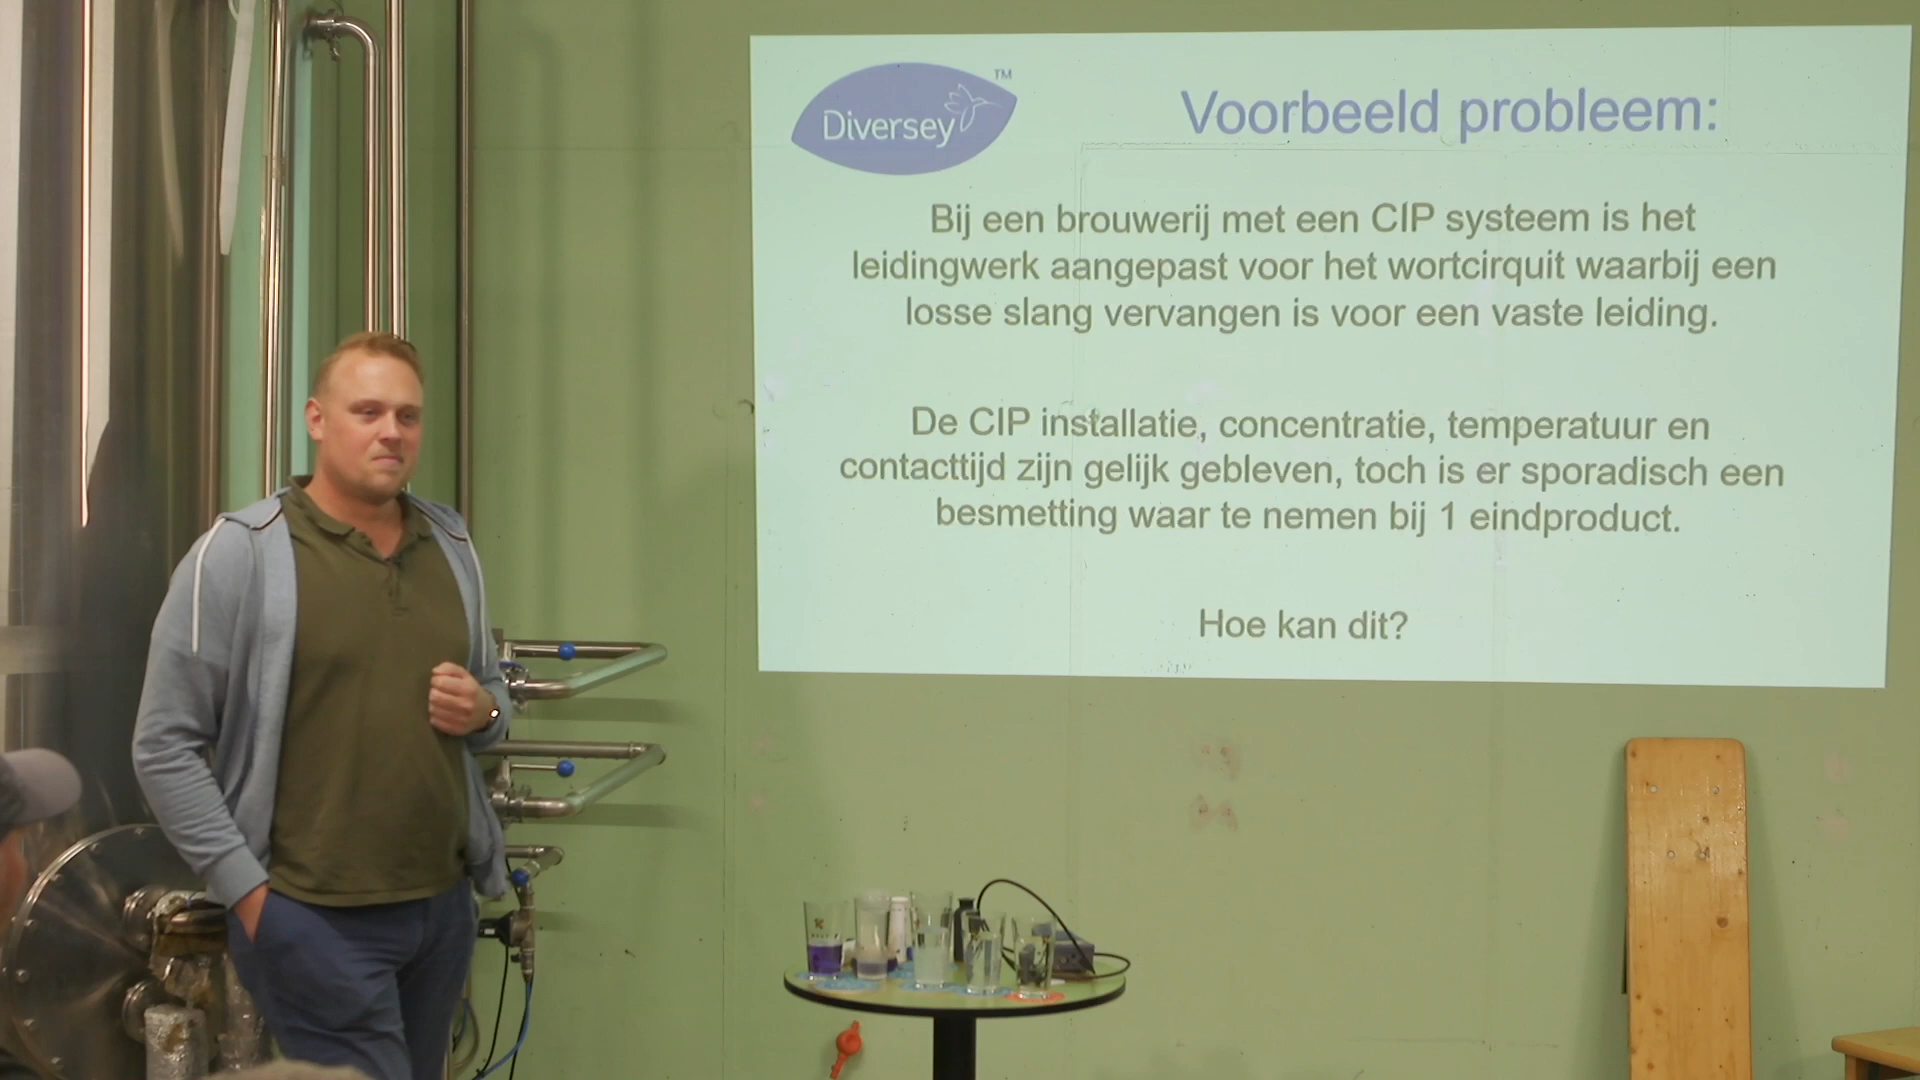 Diversey™
Voorbeeld probleem:
Bij een brouwerij met een CIP systeem is het
leidingwerk aangepast voor het wortcirquit waarbij een
losse slang vervangen is voor een vaste leiding.
De CIP installatie, concentratie, temperatuur en
contacttijd zijn gelijk gebleven, toch is er sporadisch een
besmetting waar te nemen bij 1 eindproduct.
Hoe kan dit?